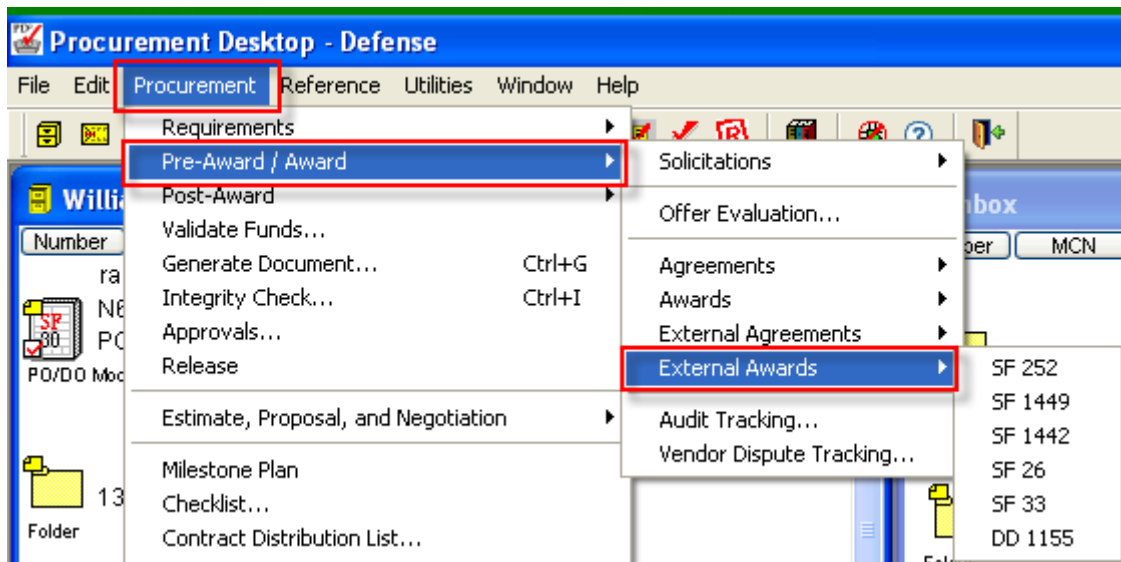 Procurement Desktop - Defense
File Edit Procurement Reference Utilities Window Help
Requirements
Pre-Award / Award
Post-Award
Validate Funds...
Generate Document... Ctrl+G
Integrity Check... Ctrl+I
Approvals...
Release
Estimate, Proposal, and Negotiation
Milestone Plan
Checklist...
Contract Distribution List...
Solicitations
Offer Evaluation...
Agreements
Awards
External Agreements
External Awards
Audit Tracking...
Vendor Dispute Tracking...
SF 252
SF 1449
SF 1442
SF 26
SF 33
DD 1155
Number
SF
30
PO/DO
13
Folder
MCN